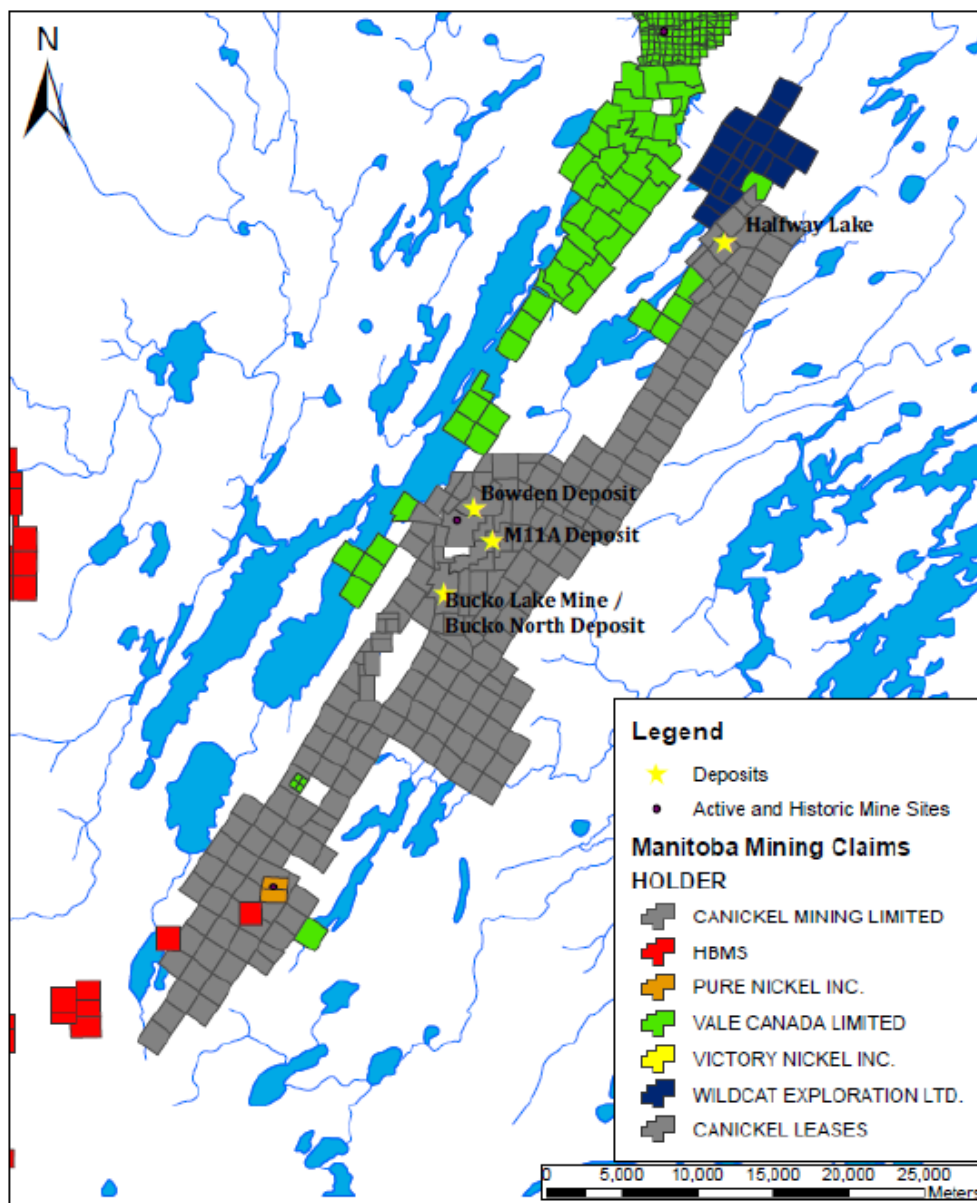 N
Halfway Lake
Bowden Deposit
M11A Deposit
Bucko Lake Mine /
Bucko North Deposit
Legend
Deposits
Active and Historic Mine Sites
Manitoba Mining Claims
HOLDER
CANICKEL MINING LIMITED
HBMS
PURE NICKEL INC.
VALE CANADA LIMITED
VICTORY NICKEL INC.
WILDCAT EXPLORATION LTD.
CANICKEL LEASES
0 5,000 10,000 15,000 20,000 25,000
Meters